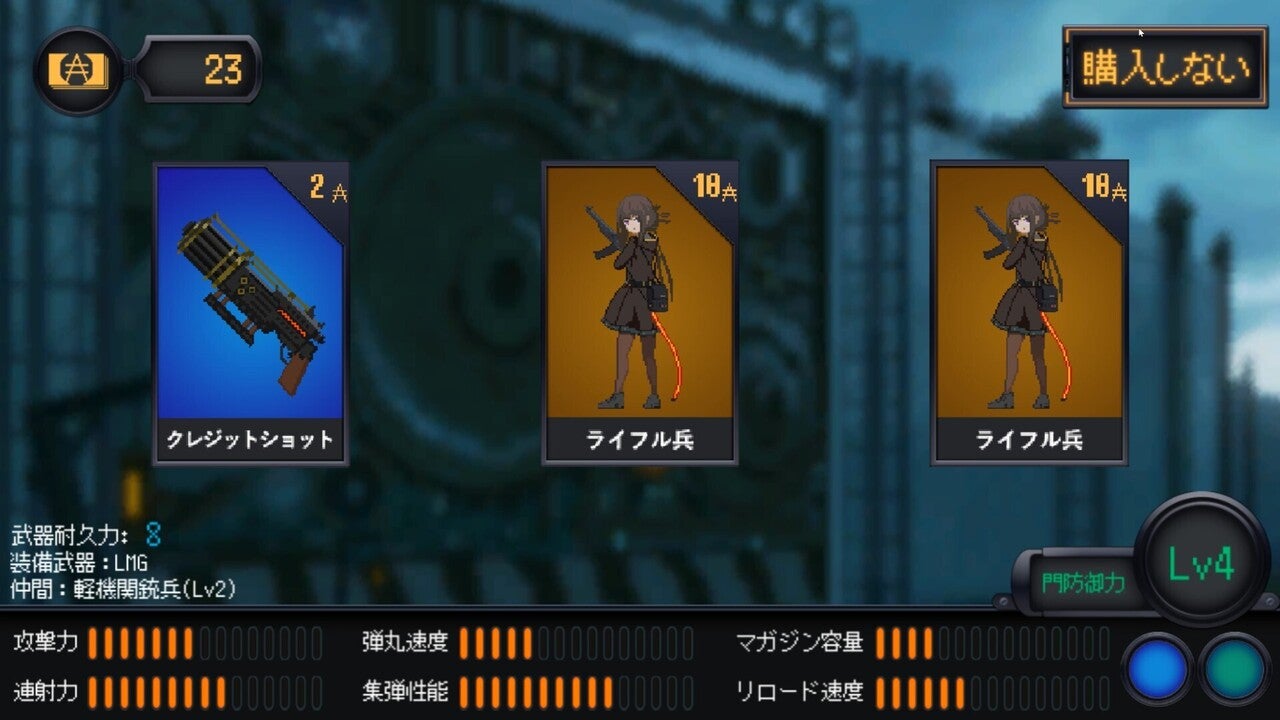 23
購入しない
2
18
18
クレジットショット
ライフル兵
ライフル兵
武器耐久力: 8
装備武器：LMG
仲間：軽機関銃兵(Lv2)
門防御力
Lv4
攻撃力
弾丸速度
マガジン容量
連射力
集弾性能
リロード速度